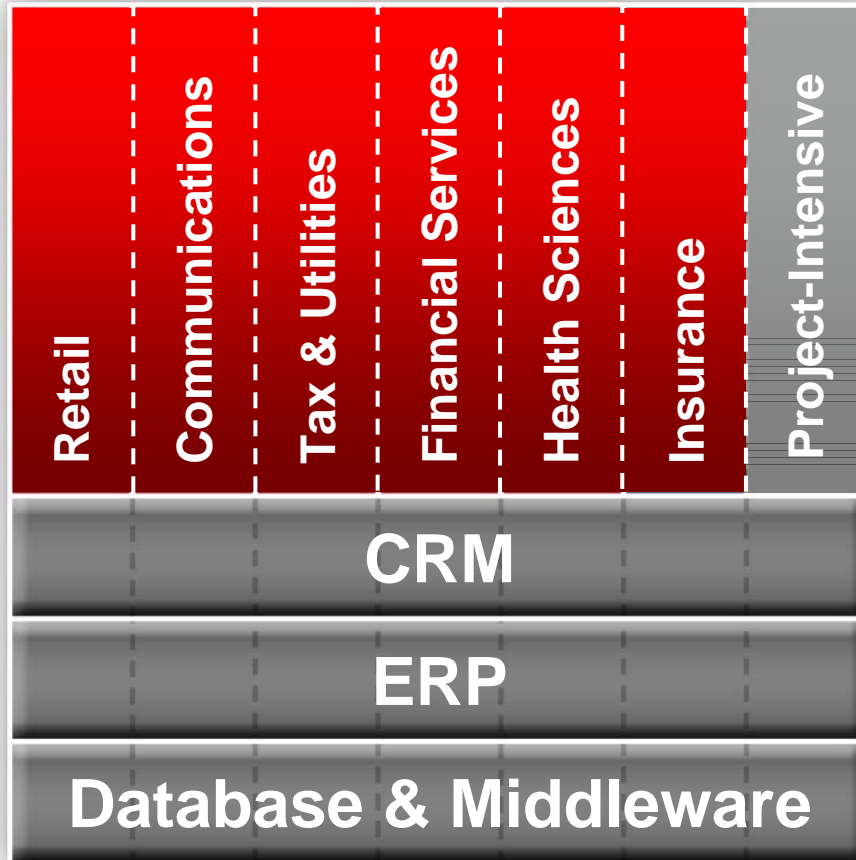 Retail
Communications
Tax & Utilities
Financial Services
Health Sciences
Insurance
Project-Intensive
CRM
ERP
Database & Middleware